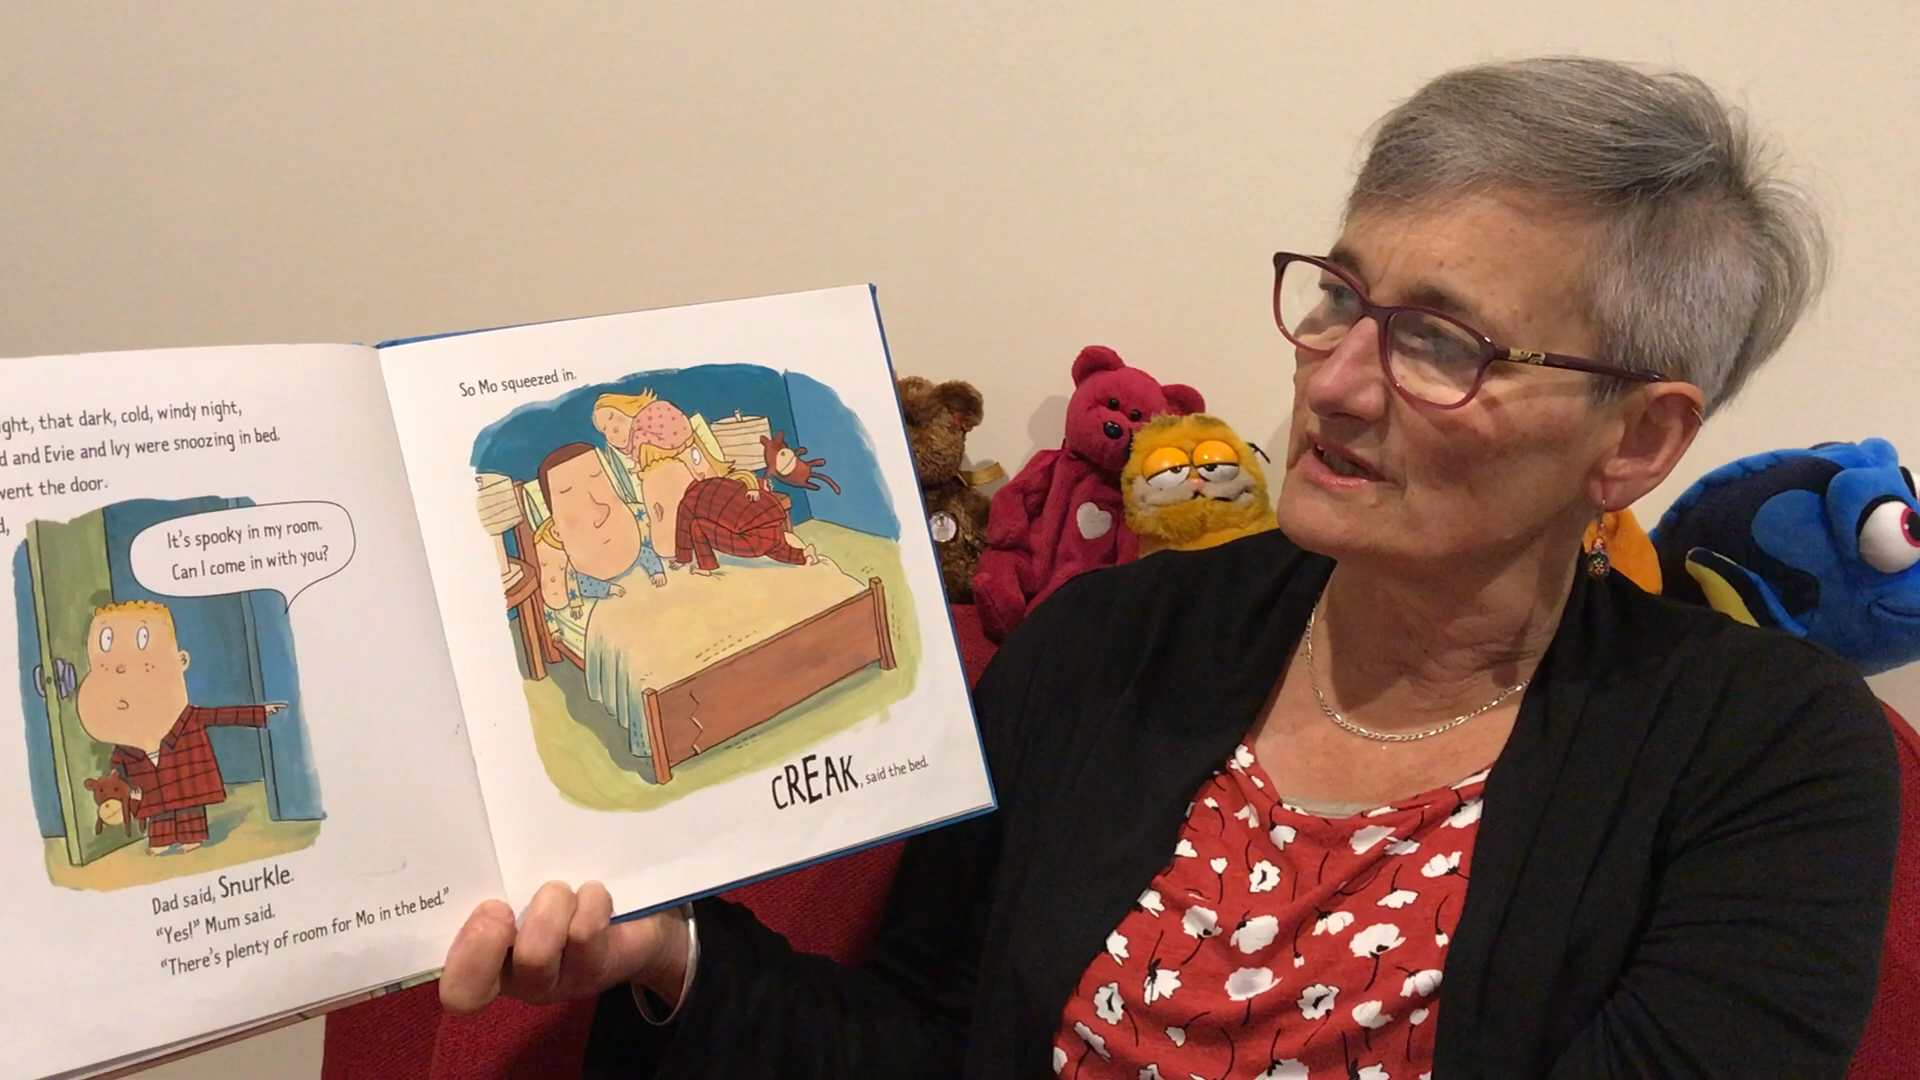 that dark, cold, windy night,
and Evie and Ivy were snoozing in bed.
went the door.
It's spooky in my room.
Can I come in with you?
Dad said, Snurkle.
“Yes!” Mum said.
“There's plenty of room for Mo in the bed.”
So Mo squeezed in.
CREAK, said the bed.